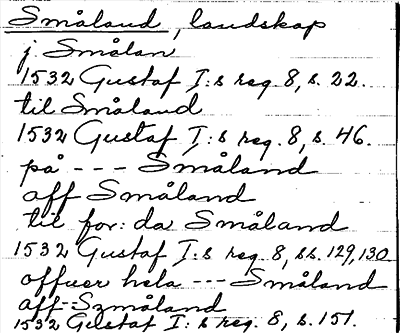 Småland, landskap
j Smålan
1532 Gustaf I:s reg. 8, s. 22.
til Småland
1532 Gustaf I:s reg. 8, s. 46.
på --- Småland
aff Småland
til for:da Småland
1532 Gustaf I:s reg. 8, ss. 129, 130
offuer hela --- Småland
aff -- Szmåland
1532 Gustaf I:s reg. 8, s. 151.